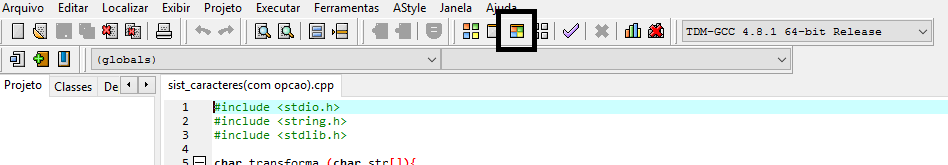 Arquivo Editar Localizar Exibir Projeto Executar Ferramentas AStyle Janela Ajuda
TDM-GCC 4.8.1 64-bit Release
(globals)
Projeto Classes De
sist_caracteres(com opcao).cpp
1 #include <stdio.h>
2 #include <string.h>
3 #include <stdlib.h>
4
5 char transforma (char str[]){